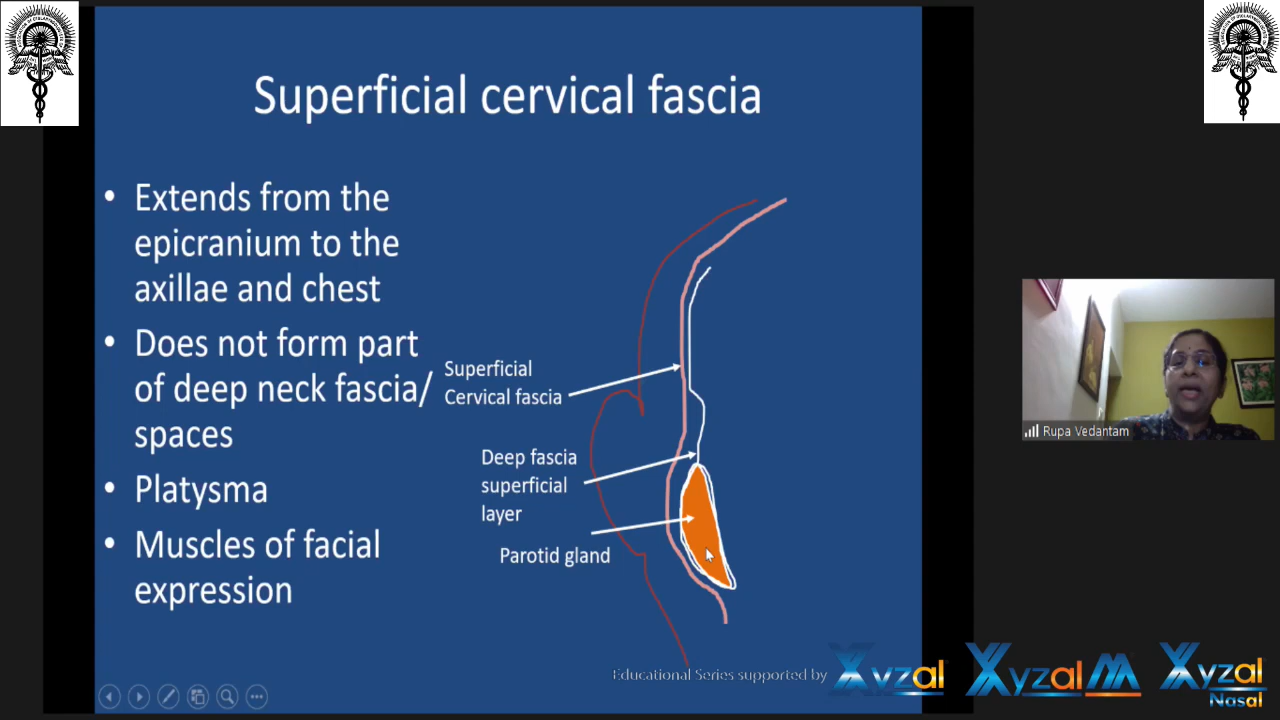 Superficial cervical fascia
• Extends from the
epicranium to the
axillae and chest
• Does not form part
of deep neck fascia/
spaces
• Platysma
• Muscles of facial
expression
Superficial
Cervical fascia
Deep fascia
superficial
layer
Parotid gland
Rupa Vedantam
Educational Series supported by
Xyzal
Xyzal M
Xyzal
Nasal